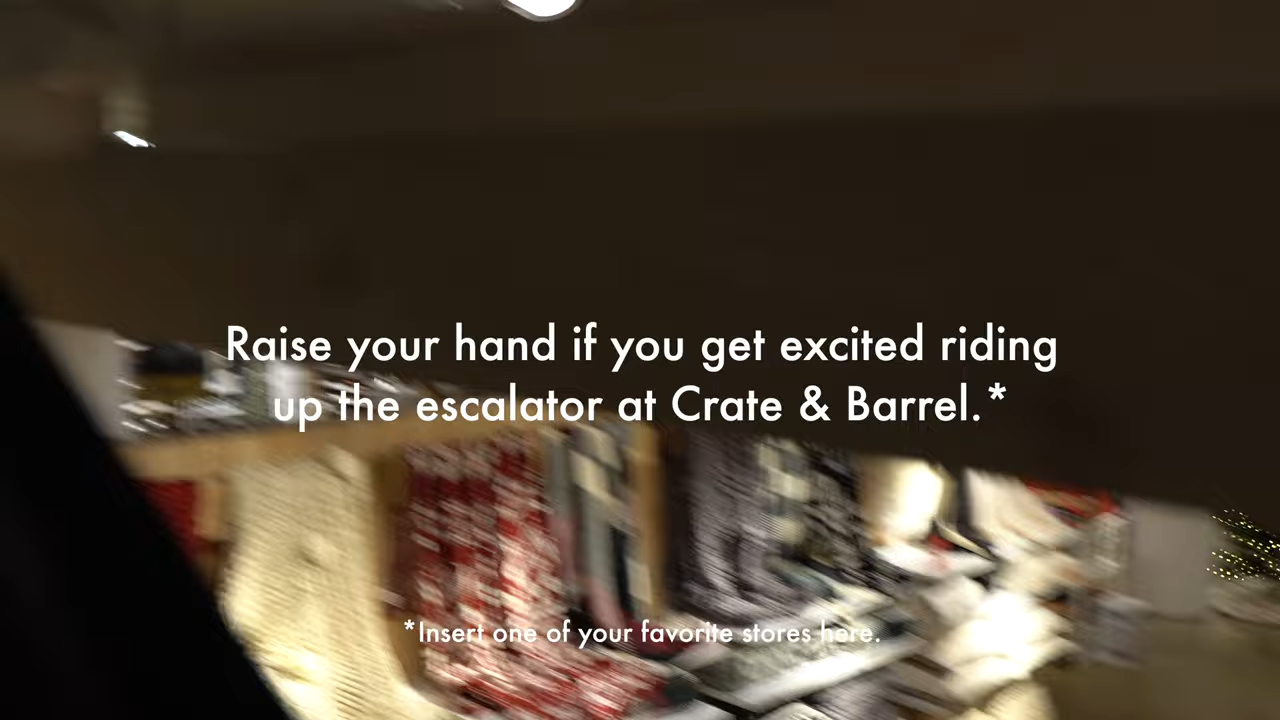 Raise your hand if you get excited riding
up the escalator at Crate & Barrel.*
*Insert one of your favorite stores here.